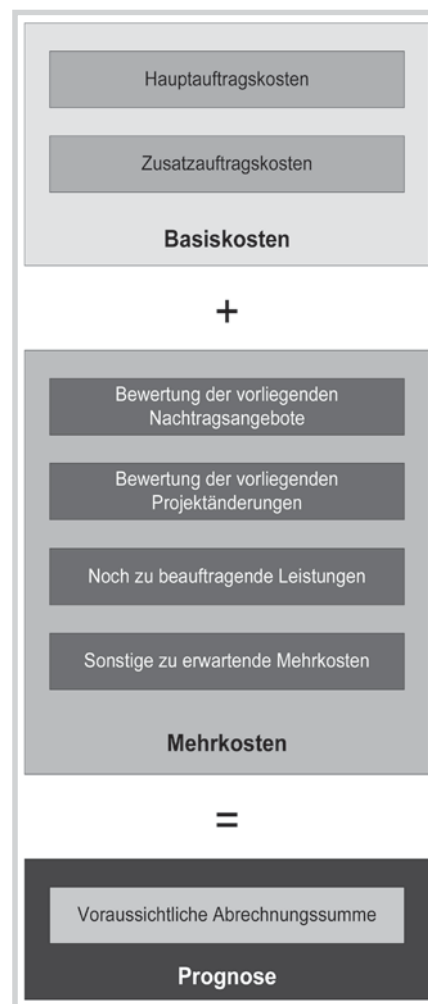 Hauptauftragskosten
Zusatzauftragskosten
Basiskosten
+
Bewertung der vorliegenden
Nachtragsangebote
Bewertung der vorliegenden
Projektänderungen
Noch zu beauftragende Leistungen
Sonstige zu erwartende Mehrkosten
Mehrkosten
=
Voraussichtliche Abrechnungssumme
Prognose